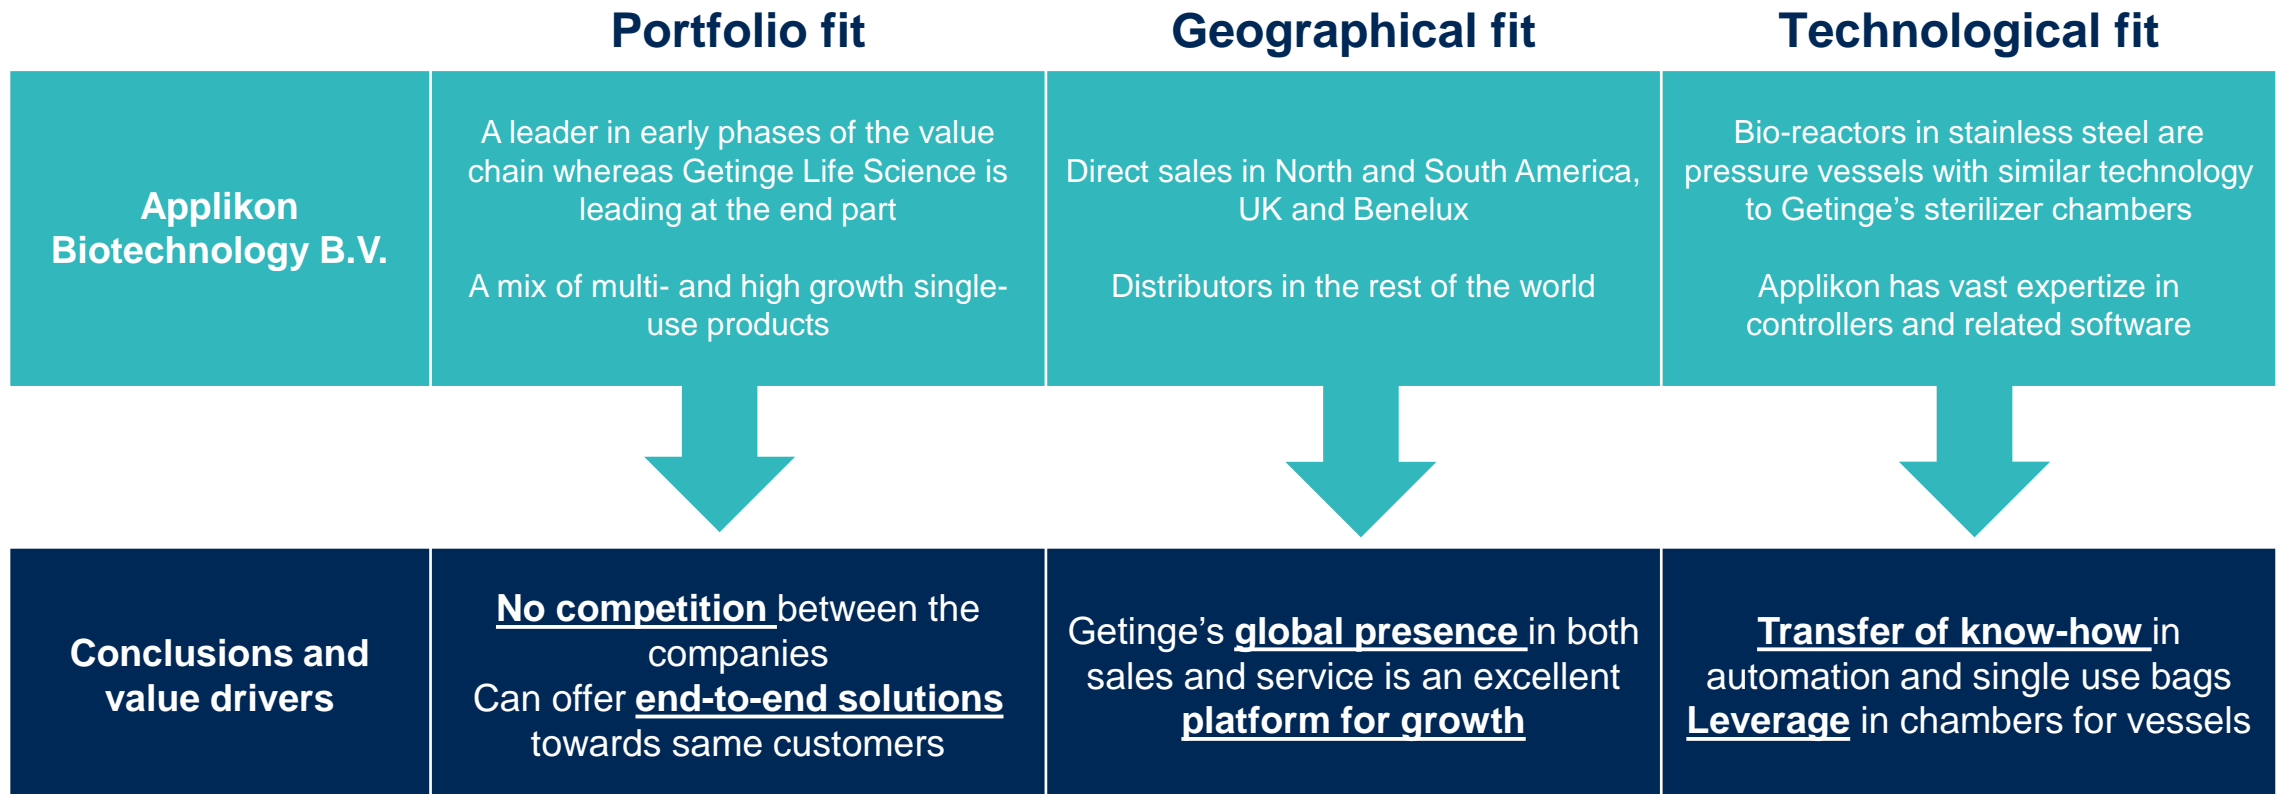 Portfolio fit
Geographical fit
Technological fit
Applikon
Biotechnology B.V.
A leader in early phases of the value
chain whereas Getinge Life Science is
leading at the end part
A mix of multi- and high growth single-
use products
Direct sales in North and South America,
UK and Benelux
Distributors in the rest of the world
Bio-reactors in stainless steel are
pressure vessels with similar technology
to Getinge’s sterilizer chambers
Applikon has vast expertize in
controllers and related software
Conclusions and
value drivers
No competition between the
companies
Can offer end-to-end solutions
towards same customers
Getinge’s global presence in both
sales and service is an excellent
platform for growth
Transfer of know-how in
automation and single use bags
Leverage in chambers for vessels